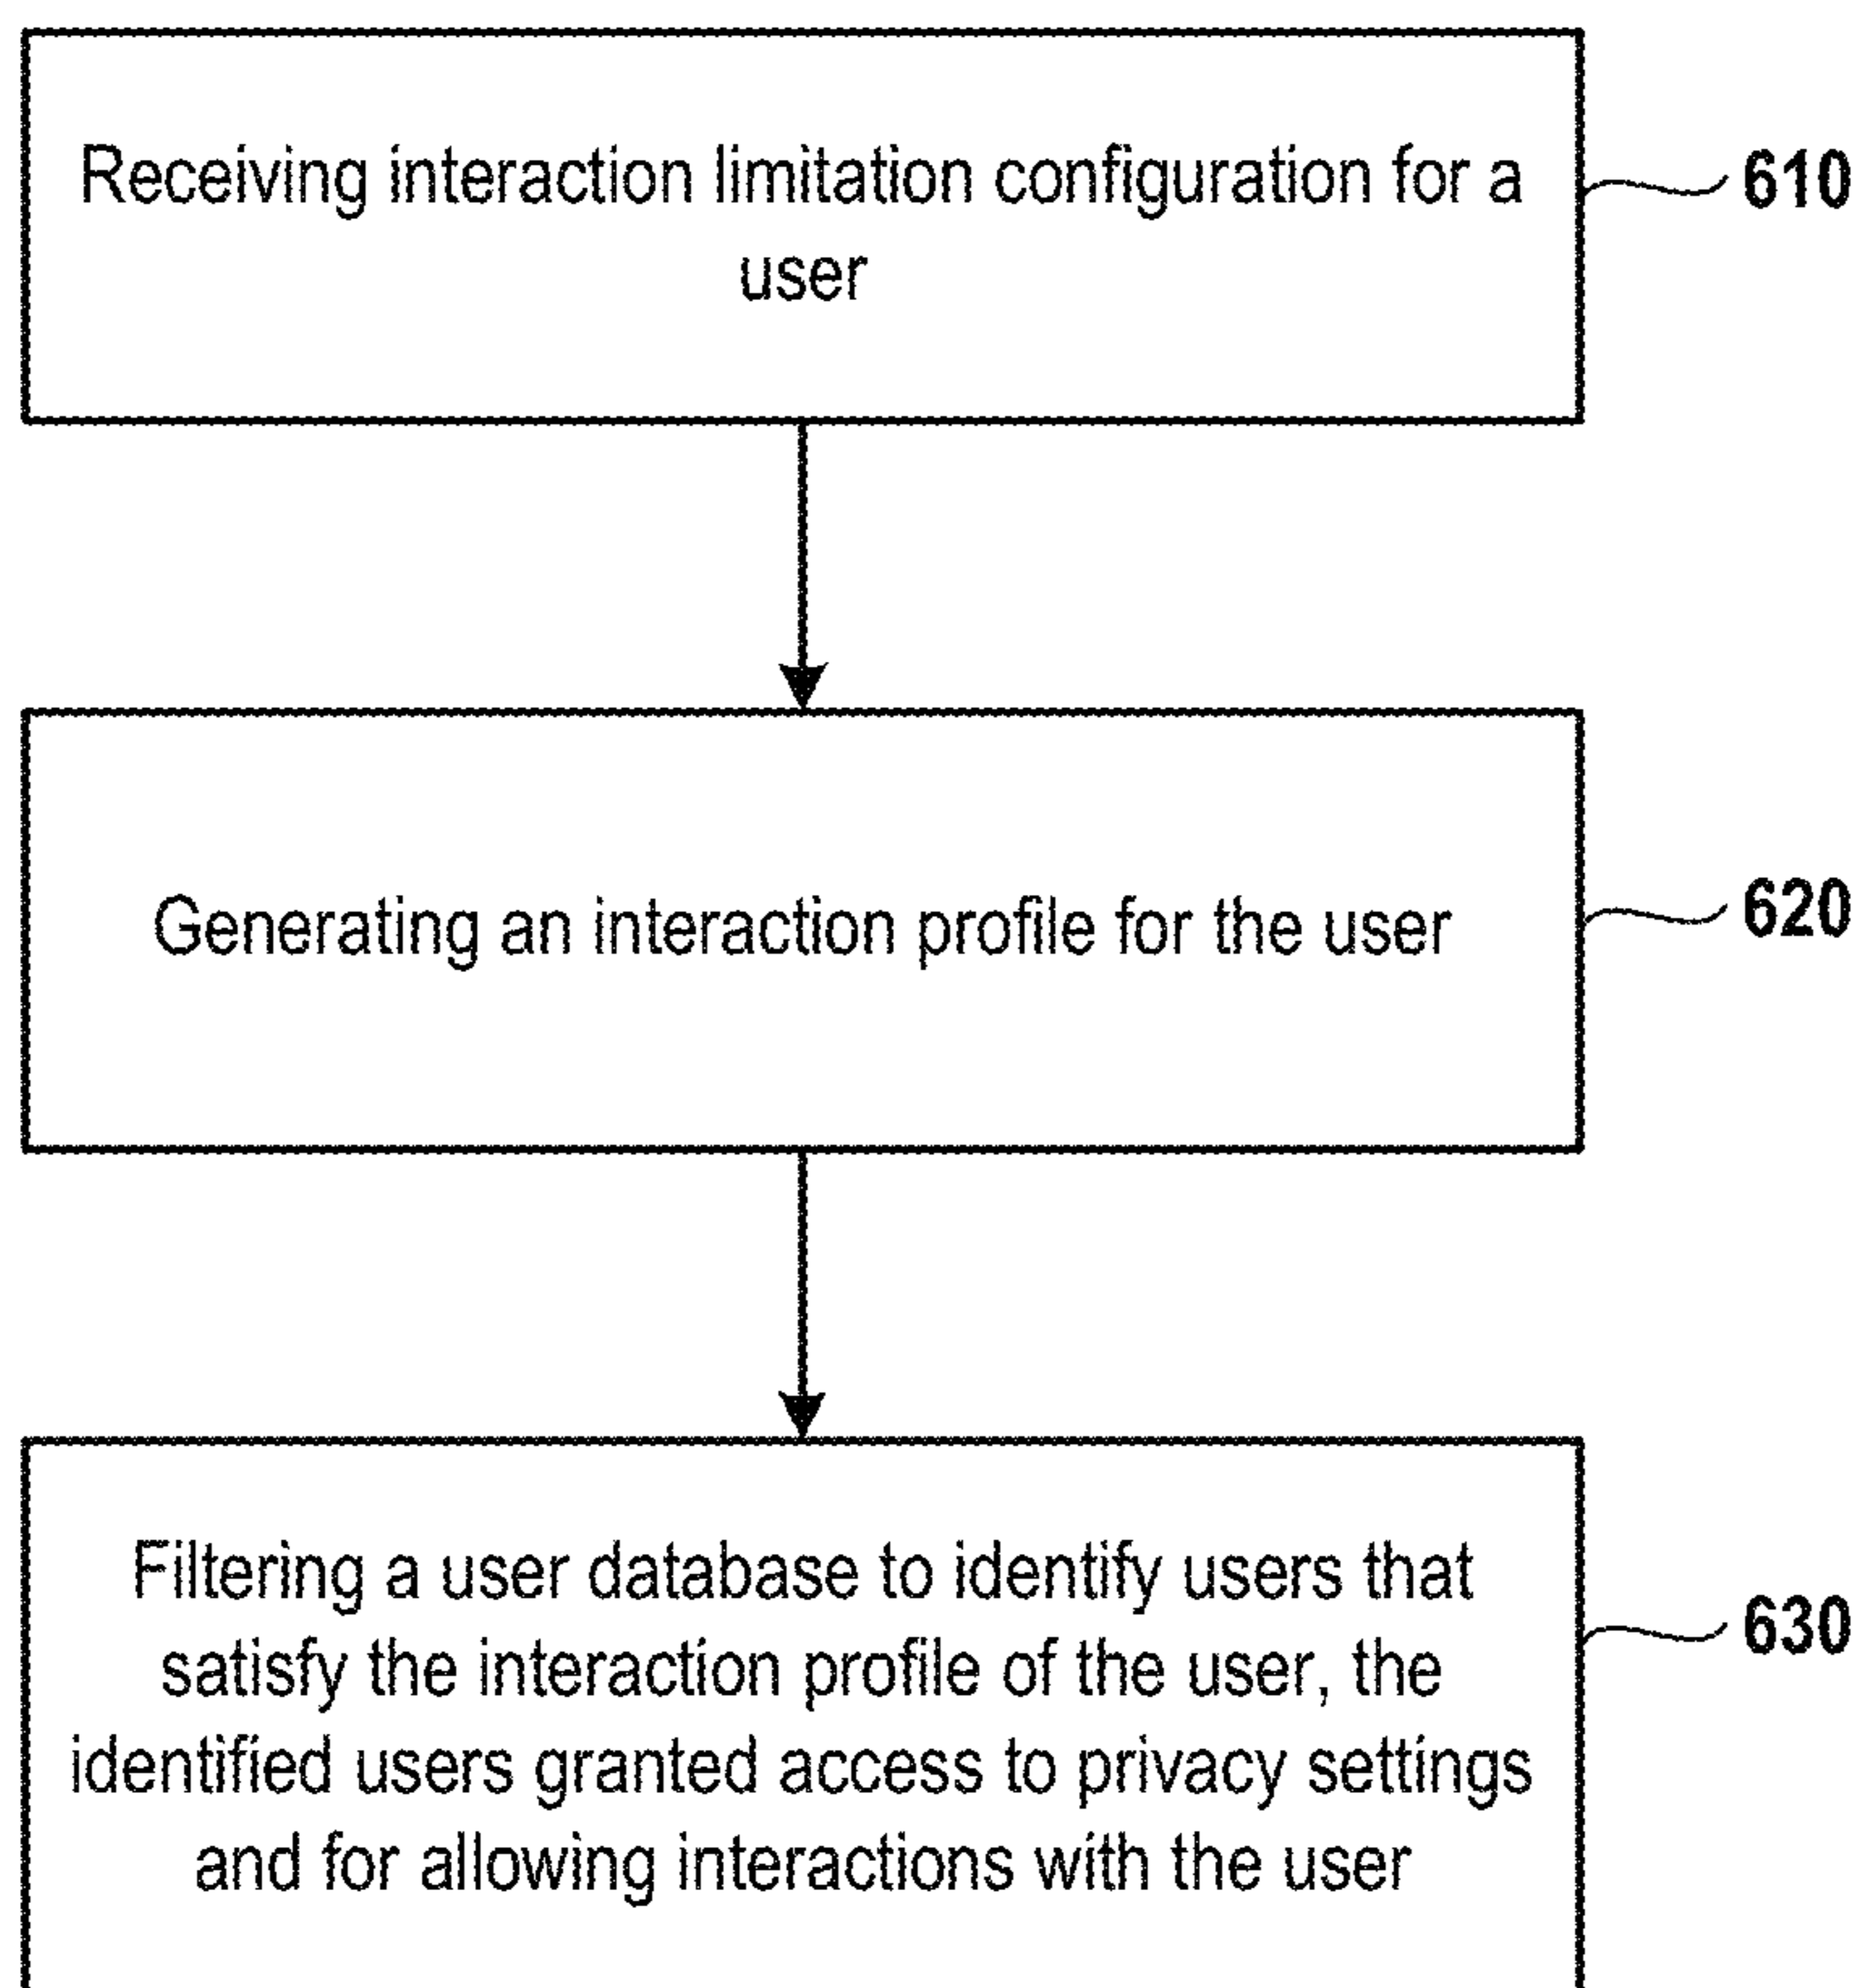 Receiving interaction limitation configuration for a
user
610
Generating an interaction profile for the user
620
Filtering a user database to identify users that
satisfy the interaction profile of the user, the
identified users granted access to privacy settings
and for allowing interactions with the user
630